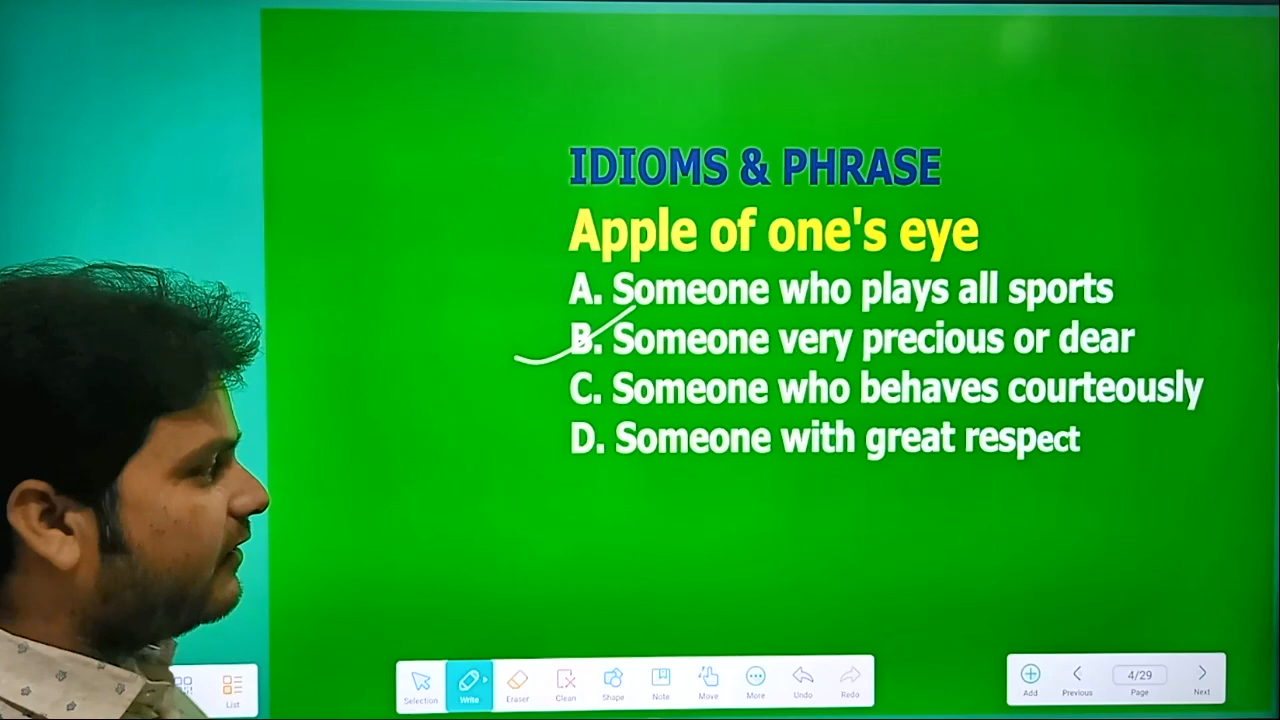 IDIOMS & PHRASE
Apple of one's eye
A. Someone who plays all sports
B. Someone very precious or dear
C. Someone who behaves courteously
D. Someone with great respect
List
Selection
Write
Eraser
Clean
Shape
Note
Move
More
Undo
Redo
Add
Previous
4/29
Page
Next